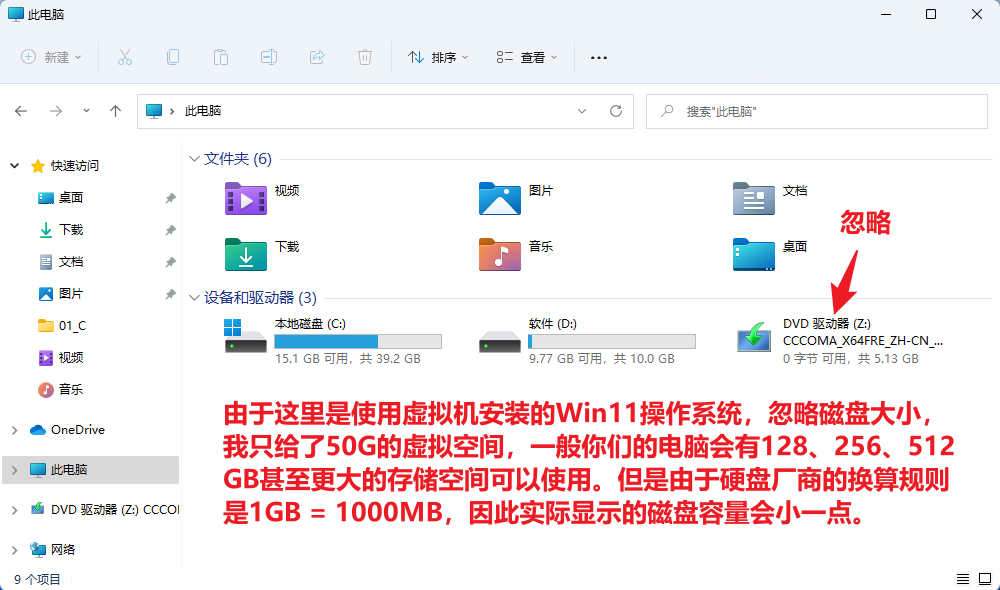 此电脑
新建
排序
查看
此电脑
搜索"此电脑"
快速访问
桌面
下载
文档
图片
01_C
视频
音乐
OneDrive
此电脑
DVD 驱动器 (Z:) CCCOI
网络
文件夹 (6)
视频
图片
文档
下载
音乐
桌面
忽略
设备和驱动器 (3)
本地磁盘 (C:)
15.1 GB 可用，共 39.2 GB
软件 (D:)
9.77 GB 可用，共 10.0 GB
DVD 驱动器 (Z:)
CCCOMA_X64FRE_ZH-CN_...
0 字节 可用，共 5.13 GB
由于这里是使用虚拟机安装的Win11操作系统，忽略磁盘大小，
我只给了50G的虚拟空间，一般你们的电脑会有128、256、512
GB甚至更大的存储空间可以使用。但是由于硬盘厂商的换算规则
是1GB = 1000MB，因此实际显示的磁盘容量会小一点。
9 个项目